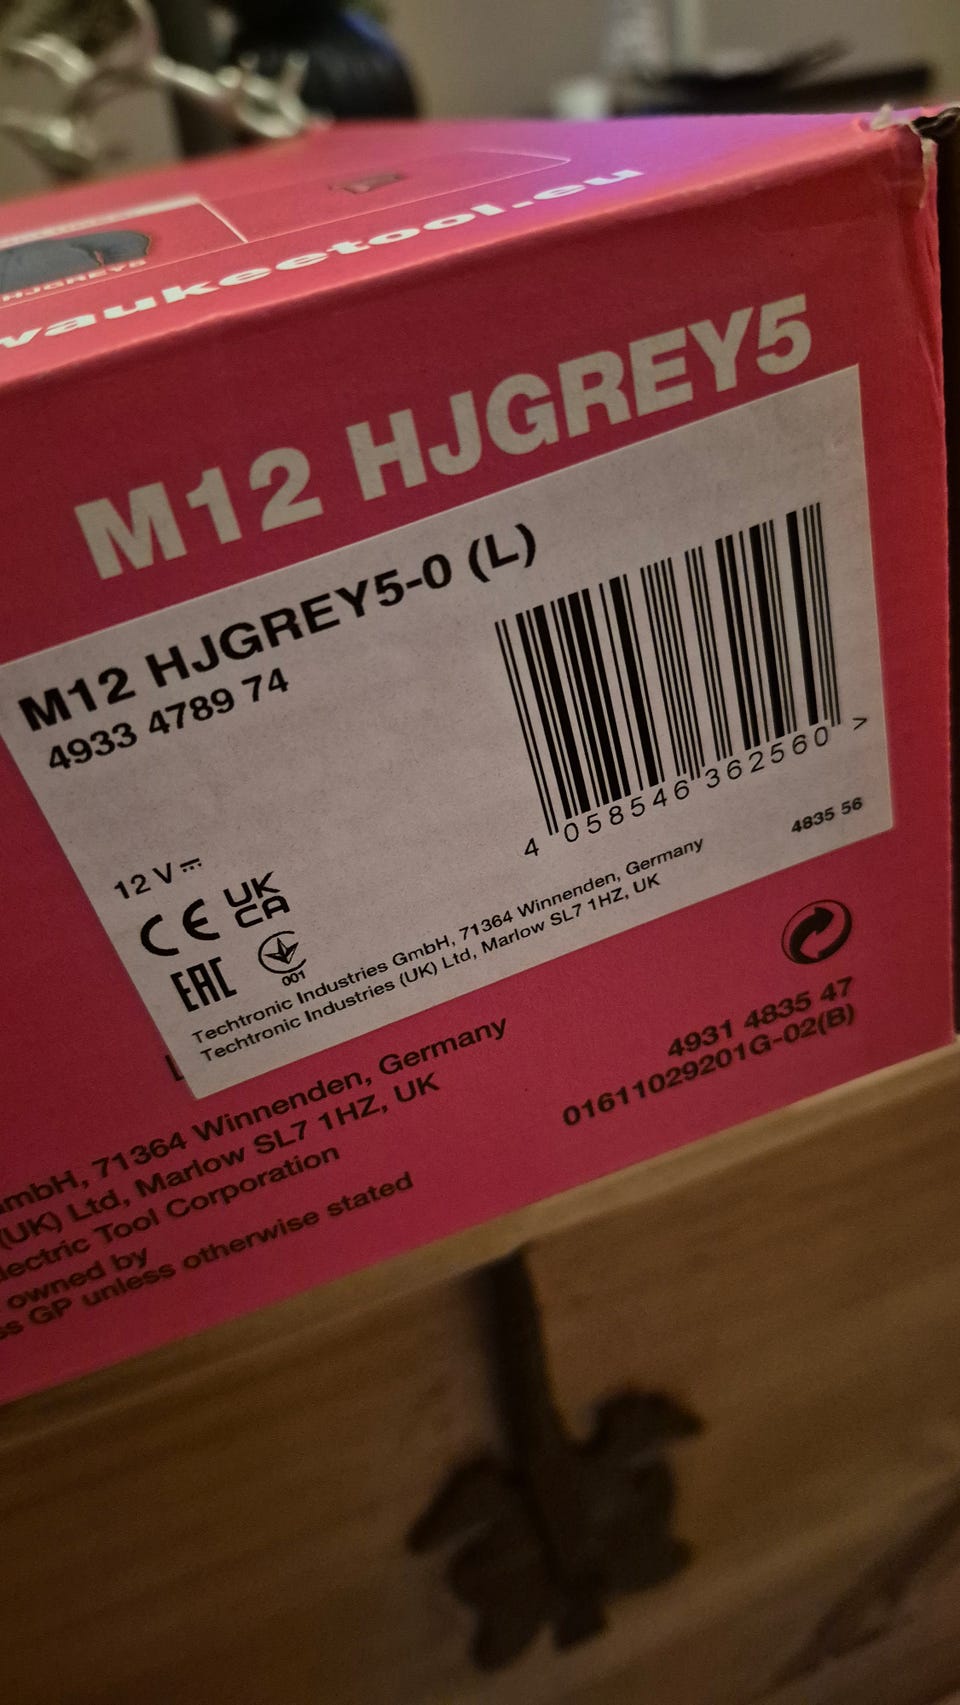 HJGREY5
waukeetool.eu
M12 HJGREY5
M12 HJGREY5-0 (L)
4933 4789 74
4 058546 362560 >
12 V
CE UK CA
EAC
001
4835 56
Techtronic Industries GmbH, 71364 Winnenden, Germany
Techtronic Industries (UK) Ltd, Marlow SL7 1HZ, UK
4931 4835 47
01611029201G-02(B)
mbH, 71364 Winnenden, Germany
(UK) Ltd, Marlow SL7 1HZ, UK
lectric Tool Corporation
owned by
ss GP unless otherwise stated